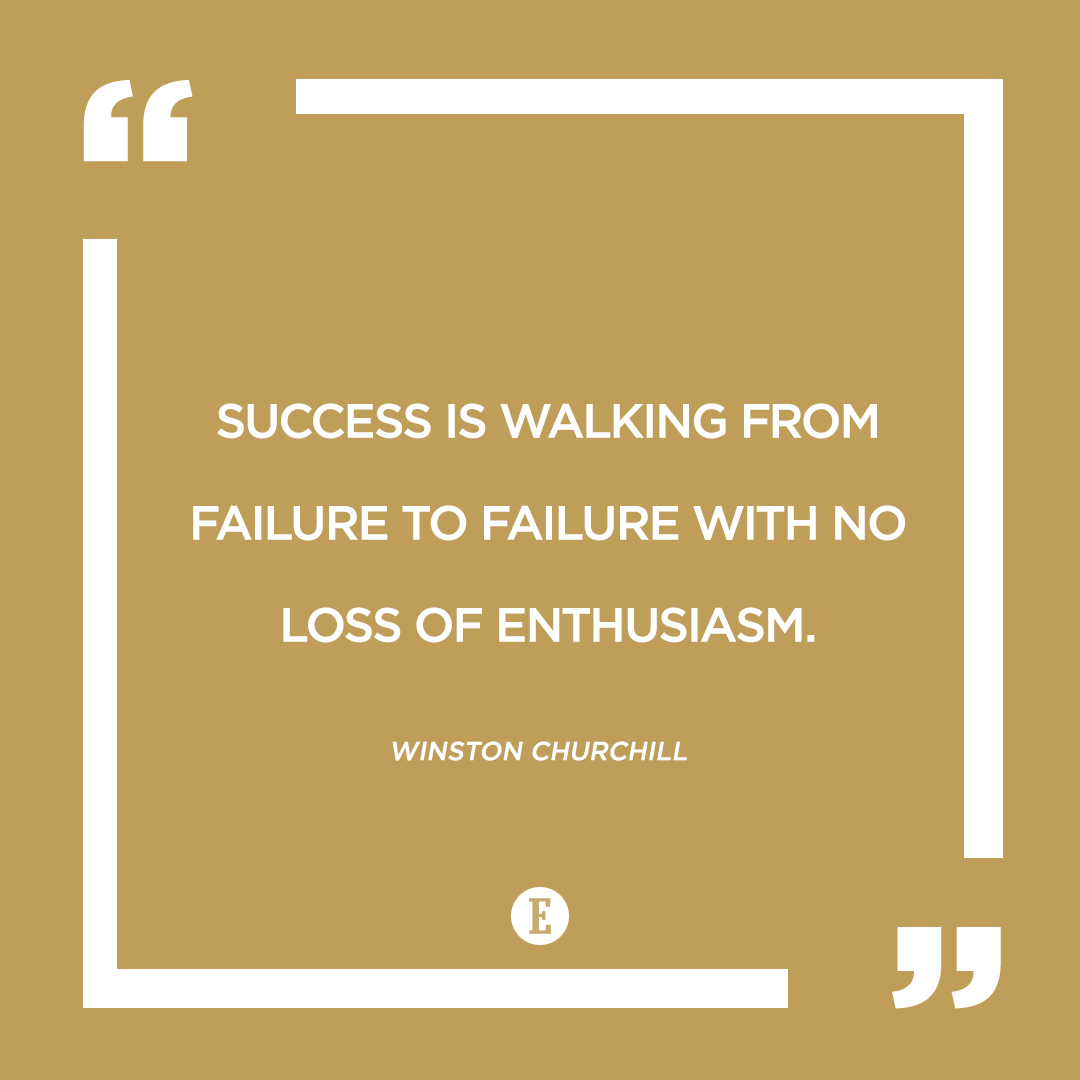 “
SUCCESS IS WALKING FROM
FAILURE TO FAILURE WITH NO
LOSS OF ENTHUSIASM.
WINSTON CHURCHILL
E
”